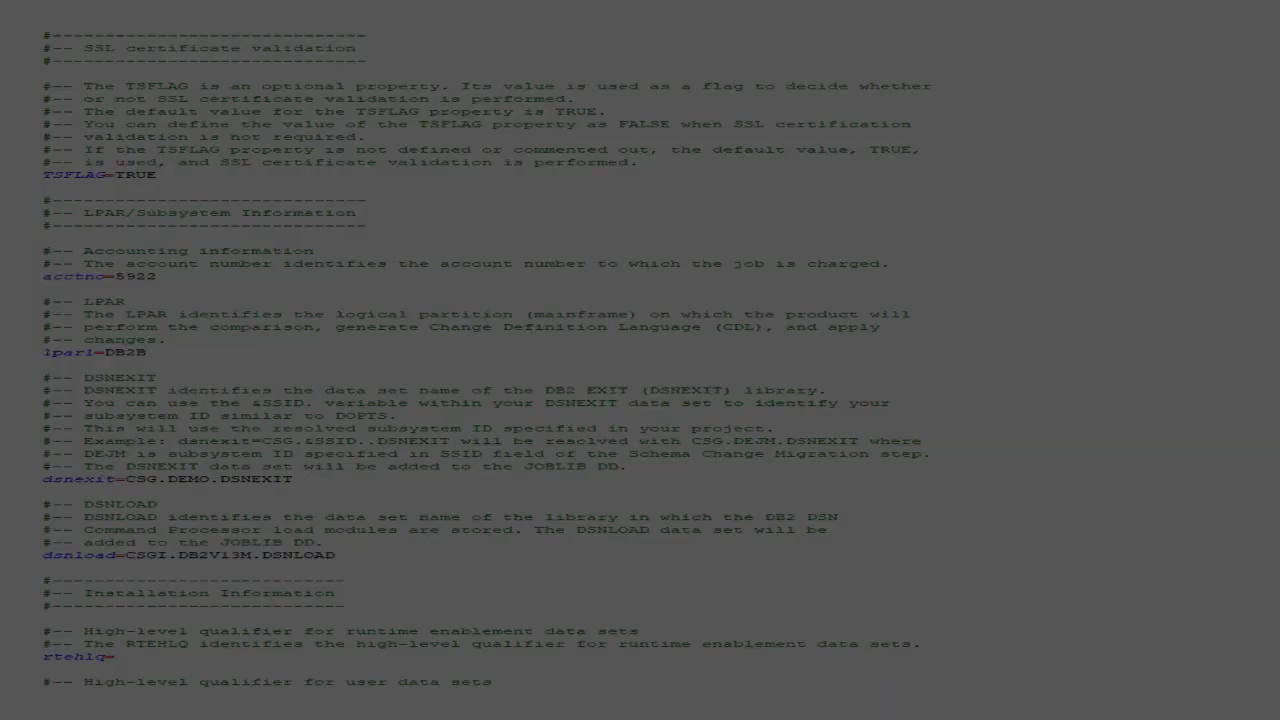 #-------------------------------
#-- SSL certificate validation
#-------------------------------
#-- The TSFLAG is an optional property. Its value is used as a flag to decide whether
#-- or not SSL certificate validation is performed.
#-- The default value for the TSFLAG property is TRUE.
#-- You can define the value of the TSFLAG property as FALSE when SSL certification
#-- validation is not required.
#-- If the TSFLAG property is not defined or commented out, the default value, TRUE,
#-- is used, and SSL certificate validation is performed.
TSFLAG=TRUE
#-------------------------------
#-- LPAR/Subsystem Information
#-------------------------------
#-- Accounting information
#-- The account number identifies the account number to which the job is charged.
acctno=5922
#-- LPAR
#-- The LPAR identifies the logical partition (mainframe) on which the product will
#-- perform the comparison, generate Change Definition Language (CDL), and apply
#-- changes.
lpar1=DB2B
#-- DSNEXIT
#-- DSNEXIT identifies the data set name of the DB2 EXIT (DSNEXIT) library.
#-- You can use the &SSID. variable within your DSNEXIT data set to identify your
#-- subsystem ID similar to DOPTS.
#-- This will use the resolved subsystem ID specified in your project.
#-- Example: dsnexit=CSG.&SSID..DSNEXIT will be resolved with CSG.DEJM.DSNEXIT where
#-- DEJM is subsystem ID specified in SSID field of the Schema Change Migration step.
#-- The DSNEXIT data set will be added to the JOBLIB DD.
dsnexit=CSG.DEMO.DSNEXIT
#-- DSNLOAD
#-- DSNLOAD identifies the data set name of the library in which the DB2 DSN
#-- Command Processor load modules are stored. The DSNLOAD data set will be
#-- added to the JOBLIB DD.
dsnload=CSGI.DB2V13M.DSNLOAD
#-----------------------------
#-- Installation Information
#-----------------------------
#-- High-level qualifier for runtime enablement data sets
#-- The RTEHLQ identifies the high-level qualifier for runtime enablement data sets.
rtehlq=
#-- High-level qualifier for user data sets